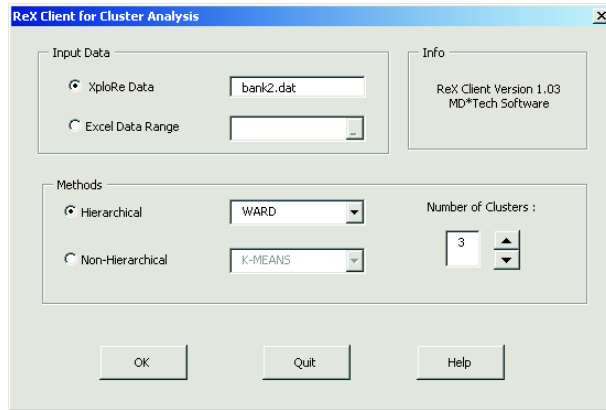 ReX Client for Cluster Analysis
Input Data
XploRe Data
bank2.dat
Excel Data Range
_
Info
ReX Client Version 1.03
MD*Tech Software
Methods
Hierarchical
WARD
Non-Hierarchical
K-MEANS
Number of Clusters :
3
OK
Quit
Help